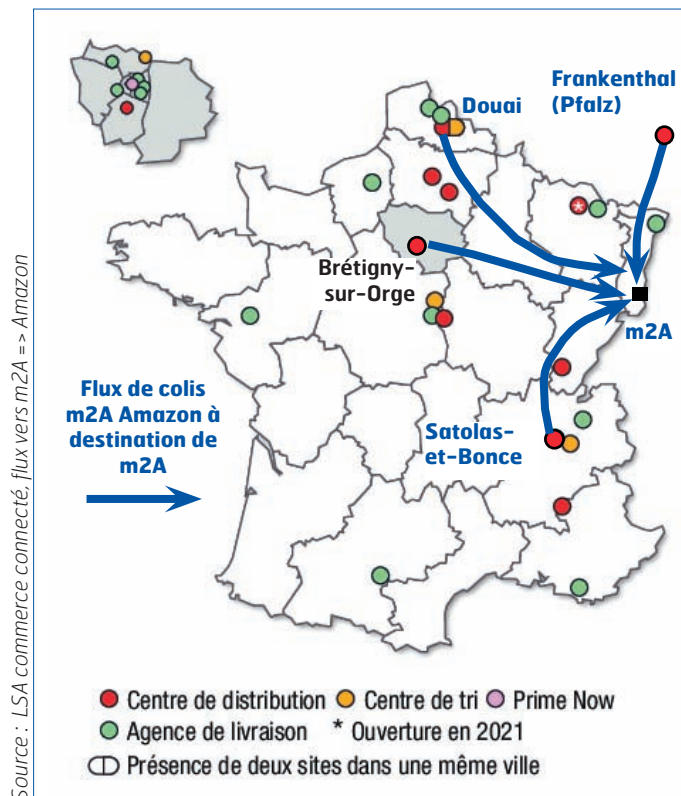 Frankenthal
(Pfalz)
Douai
Brétigny-
sur-Orge
m2A
Flux de colis
m2A Amazon à
destination de
m2A
Satolas-
et-Bonce
Centre de distribution
Centre de tri
Prime Now
Agence de livraison
* Ouverture en 2021
Présence de deux sites dans une même ville
Source : LSA commerce connecté, flux vers m2A => Amazon